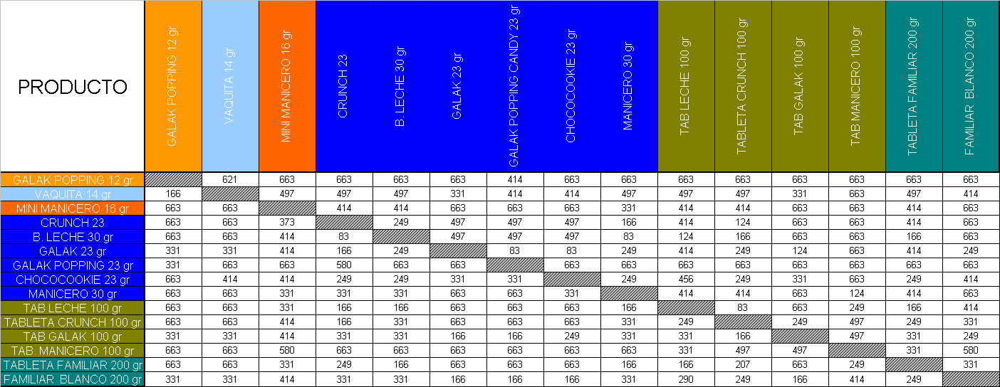 PRODUCTO GALAK POPPING 12 gr VAQUITA 14 gr MINI MANICERO 16 gr CRUNCH 23 B. LECHE 30 gr GALAK 23 gr GALAK POPPING CANDY 23 gr CHOCOCOOKIE 23 gr MANICERO 30 gr TAB LECHE 100 gr TABLETA CRUNCH 100 gr TAB GALAK 100 gr TAB MANICERO 100 gr TABLETA FAMILIAR 200 gr FAMILIAR BLANCO 200 gr
GALAK POPPING 12 gr 621 663 663 663 663 414 663 663 663 663 663 663 663 663
VAQUITA 14 gr 166 497 497 497 331 414 414 497 497 497 331 663 497 414
MINI MANICERO 16 gr 663 663 414 414 663 663 663 331 414 414 663 663 414 663
CRUNCH 23 663 663 373 249 497 497 497 166 414 124 663 663 414 663
B. LECHE 30 gr 663 663 414 83 497 497 663 83 124 166 663 663 166 663
GALAK 23 gr 331 331 414 166 249 83 83 249 414 249 124 663 414 249
GALAK POPPING 23 gr 331 663 663 580 663 663 663 663 663 663 663 663 663 663
CHOCOCOOKIE 23 gr 663 414 414 249 249 331 331 249 456 249 331 663 249 414
MANICERO 30 gr 663 663 331 331 331 663 663 331 414 414 663 124 414 663
TAB LECHE 100 gr 663 663 331 166 166 663 663 663 166 83 663 249 166 414
TABLETA CRUNCH 100 gr 663 663 414 166 331 663 663 663 331 249 249 497 249 331
TAB GALAK 100 gr 331 331 414 331 331 166 166 249 331 331 166 497 331 249
TAB. MANICERO 100 gr 663 663 580 663 663 663 663 663 663 331 497 497 331 580
TABLETA FAMILIAR 200 gr 663 663 331 249 166 663 663 663 166 166 207 663 249 331
FAMILIAR BLANCO 200 gr 331 331 414 331 331 166 166 166 331 290 249 166 414 249